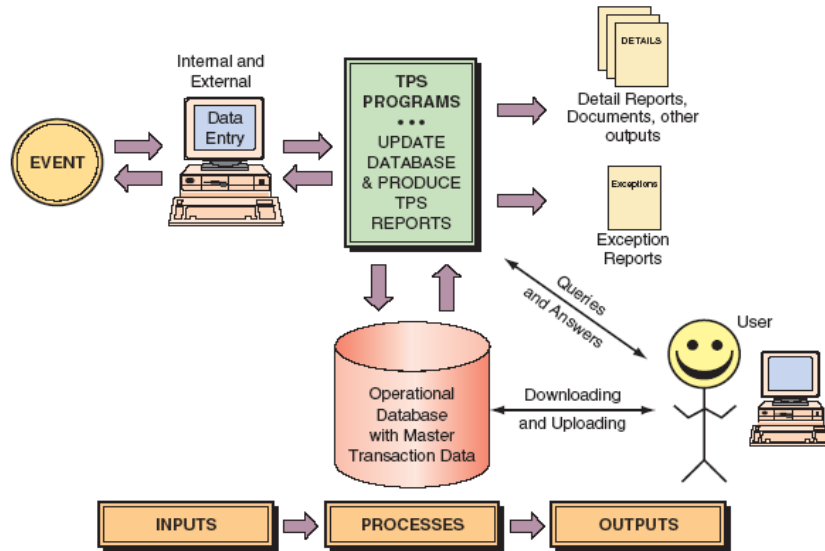 Internal and
External
Data
Entry
EVENT
TPS
PROGRAMS
•••
UPDATE
DATABASE
& PRODUCE
TPS
REPORTS
DETAILS
Detail Reports,
Documents, other
outputs
Exceptions
Exception
Reports
Queries
and Answers
User
Operational
Database
with Master
Transaction Data
Downloading
and Uploading
INPUTS
PROCESSES
OUTPUTS